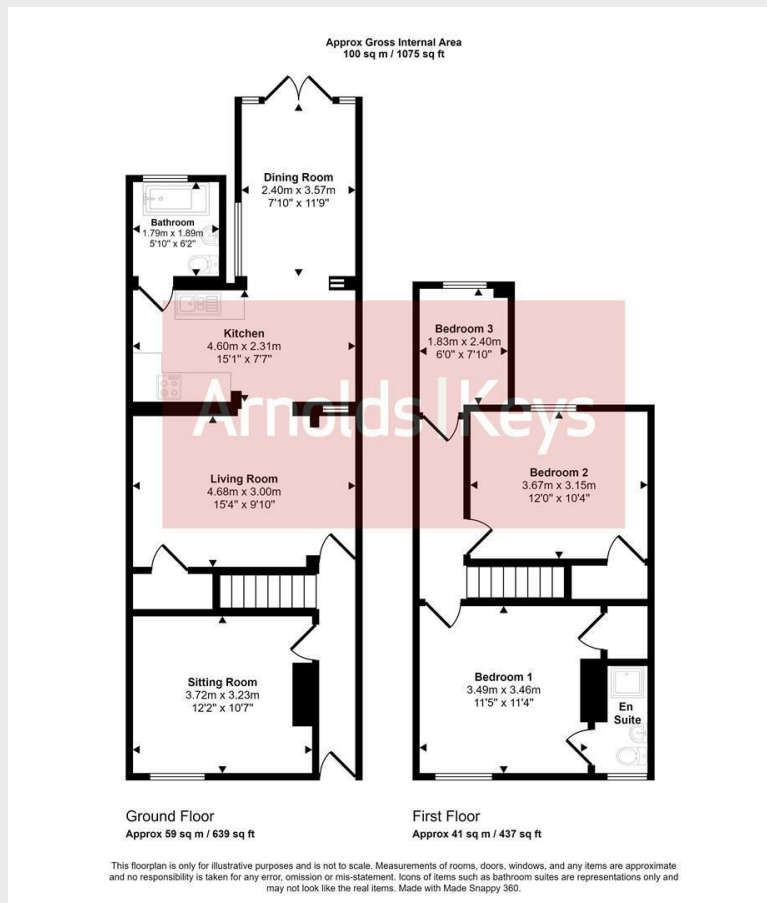 Approx Gross Internal Area
100 sq m / 1075 sq ft
Dining Room
2.40m x 3.57m
7'10" x 11'9"
Bathroom
1.79m x 1.89m
5'10" x 6'2"
Kitchen
4.60m x 2.31m
15'1" x 7'7"
Living Room
4.68m x 3.00m
15'4" x 9'10"
Sitting Room
3.72m x 3.23m
12'2" x 10'7"
Bedroom 3
1.83m x 2.40m
6'0" x 7'10"
Arnolds|Keys
Bedroom 2
3.67m x 3.15m
12'0" x 10'4"
Bedroom 1
3.49m x 3.46m
11'5" x 11'4"
En
Suite
Ground Floor
Approx 59 sq m / 639 sq ft
First Floor
Approx 41 sq m / 437 sq ft
This floorplan is only for illustrative purposes and is not to scale. Measurements of rooms, doors, windows, and any items are approximate
and no responsibility is taken for any error, omission or mis-statement. Icons of items such as bathroom suites are representations only and
may not look like the real items. Made with Made Snappy 360.